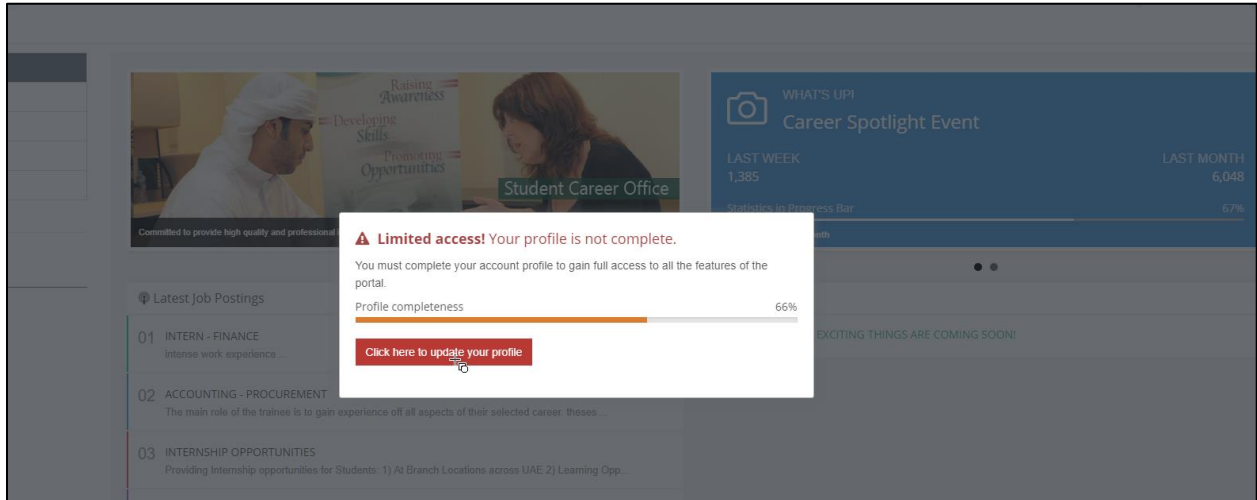 Raising
Awareness
Developing
Skills
Promoting
Opportunities
Student Career Office
Committed to provide high quality and professional
WHAT'S UP!
Career Spotlight Event
LAST WEEK
LAST MONTH
1,385
6,048
Statistics in Progress Bar
67%
Limited access! Your profile is not complete.
You must complete your account profile to gain full access to all the features of the
portal.
Profile completeness
66%
Click here to update your profile
Latest Job Postings
01 INTERN - FINANCE
intense work experience ...
02 ACCOUNTING - PROCUREMENT
The main role of the trainee is to gain experience off all aspects of their selected career. theses...
03 INTERNSHIP OPPORTUNITIES
Providing Internship opportunities for Students: 1) At Branch Locations across UAE 2) Learning Opp...
EXCITING THINGS ARE COMING SOON!